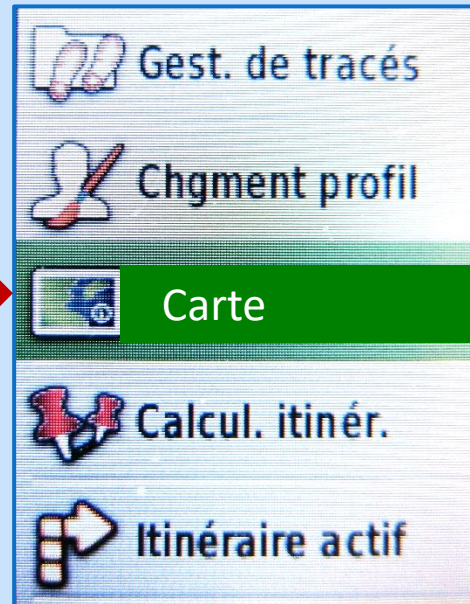 Gest. de tracés
Chgment profil
Carte
Calcul. itinér.
Itinéraire actif